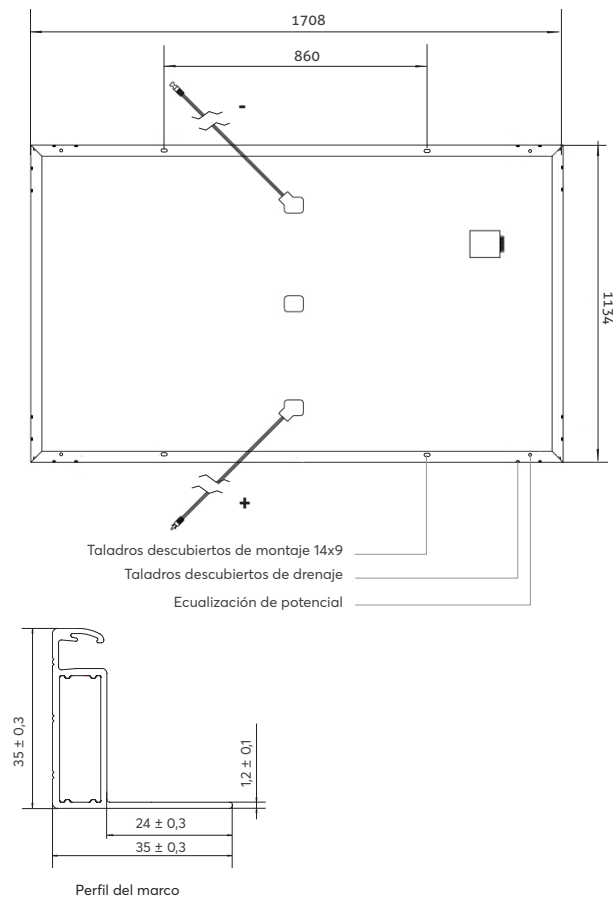 1708
860
-
1134
+
Taladros descubiertos de montaje 14x9
Taladros descubiertos de drenaje
Ecualización de potencial
35 ± 0,3
1,2 ± 0,1
24 ± 0,3
35 ± 0,3
Perfil del marco